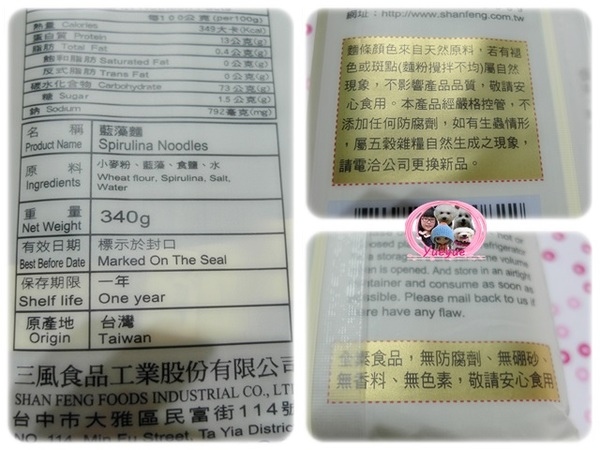 每100公克(per100g)
熱量 Calories 349大卡(Kcal)
蛋白質 Protein 13公克(g)
脂肪 Total Fat 0.4公克(g)
飽和脂肪 Saturated Fat 0公克(g)
反式脂肪 Trans Fat 0公克(g)
碳水化合物 Carbohydrate 73公克(g)
糖 Sugar 1.5公克(g)
鈉 Sodium 792毫克(mg)
名稱 藍藻麵
Product Name Spirulina Noodles
原料 小麥粉、藍藻、食鹽、水
Ingredients Wheat flour, Spirulina, Salt,
Water
重量 340g
Net Weight
有效日期 標示於封口
Best Before Date Marked On The Seal
保存期限 一年
Shelf life One year
原產地 台灣
Origin Taiwan
三風食品工業股份有限公司
SHAN FENG FOODS INDUSTRIAL CO., LT
台中市大雅區民富街114號
NO. 114, Min Fu Street, Ta Yia District
網址：http://www.shanfeng.com.tw
麵條顏色來自天然原料，若有褪
色或斑點(麵粉攪拌不均)屬自然
現象，不影響產品品質，敬請安
心食用。本產品經嚴格控管，不
添加任何防腐劑，如有生蟲情形
，屬五穀雜糧自然生成之現象，
請電洽公司更換新品。
Yueyue
not or
refrigerator
storage
me volume
en is opened. And store in an airtight
container and consume as soon as
ossible. Please mail back to us if
ere have any flaw.
全素食品，無防腐劑、無硼砂、
無香料、無色素，敬請安心食用